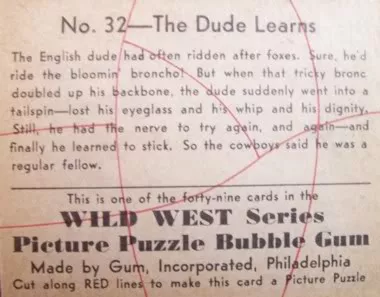 No. 32—The Dude Learns
The English dude had often ridden after foxes. Sure, he'd
ride the bloomin' broncho! But when that tricky bronc
doubled up his backbone, the dude suddenly went into a
tailspin—lost his eyeglass and his whip and his dignity.
Still, he had the nerve to try again, and again—and
finally he learned to stick. So the cowboys said he was a
regular fellow.
This is one of the forty-nine cards in the
WILD WEST Series
Picture Puzzle Bubble Gum
Made by Gum, Incorporated, Philadelphia
Cut along RED lines to make this card a Picture Puzzle